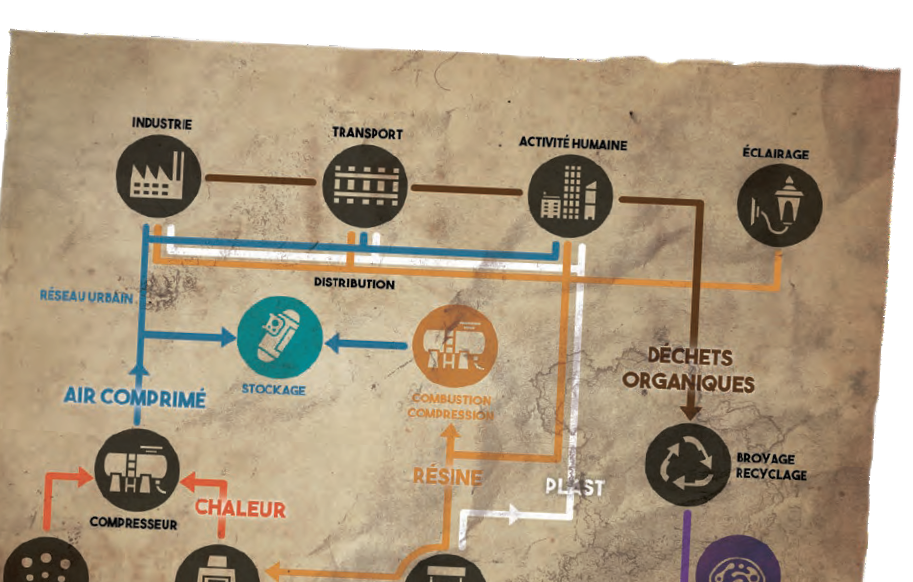 INDUSTRIE
TRANSPORT
ACTIVITÉ HUMAINE
ÉCLAIRAGE
DISTRIBUTION
RÉSEAU URBAIN
STOCKAGE
COMBUSTION
COMPRESSION
DÉCHETS
ORGANIQUES
AIR COMPRIMÉ
BROYAGE
RECYCLAGE
RÉSINE
PLAST
CHALEUR
COMPRESSEUR